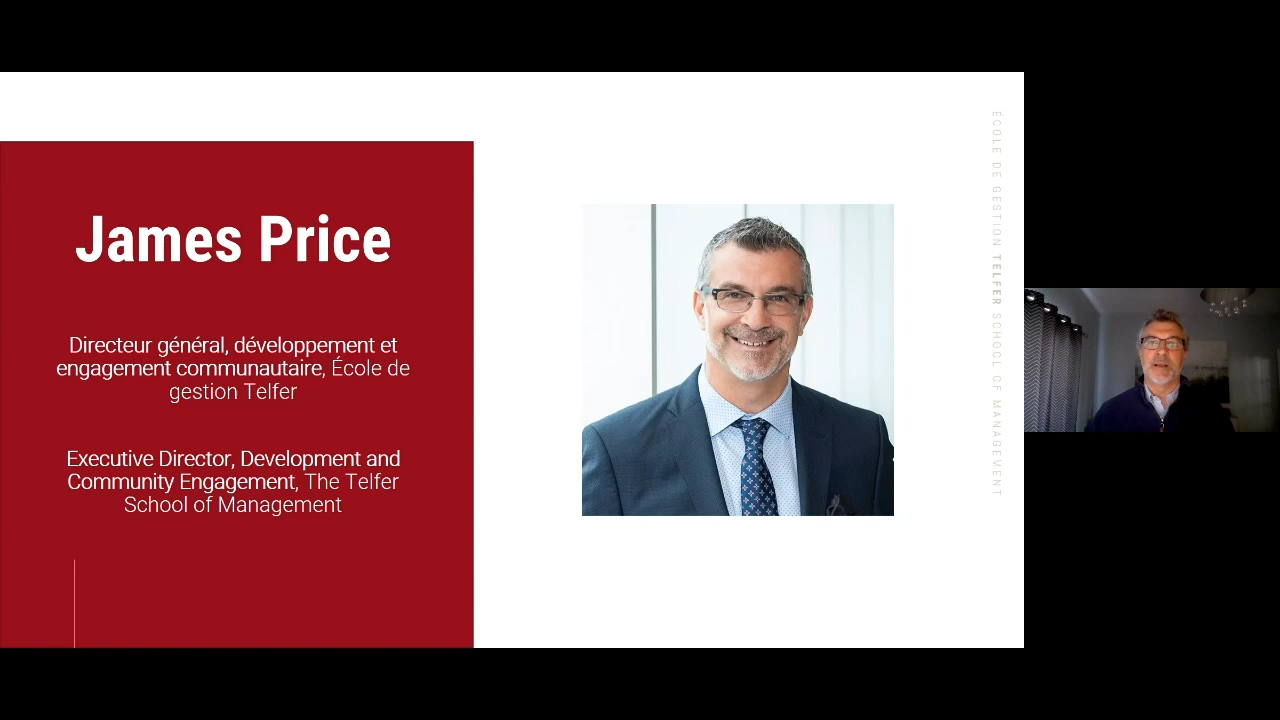 James Price
Directeur général, développement et
engagement communautaire, École de
gestion Telfer
Executive Director, Development and
Community Engagement, The Telfer
School of Management
ÉCOLE DE GESTION TELFER SCHOOL OF MANAGEMENT